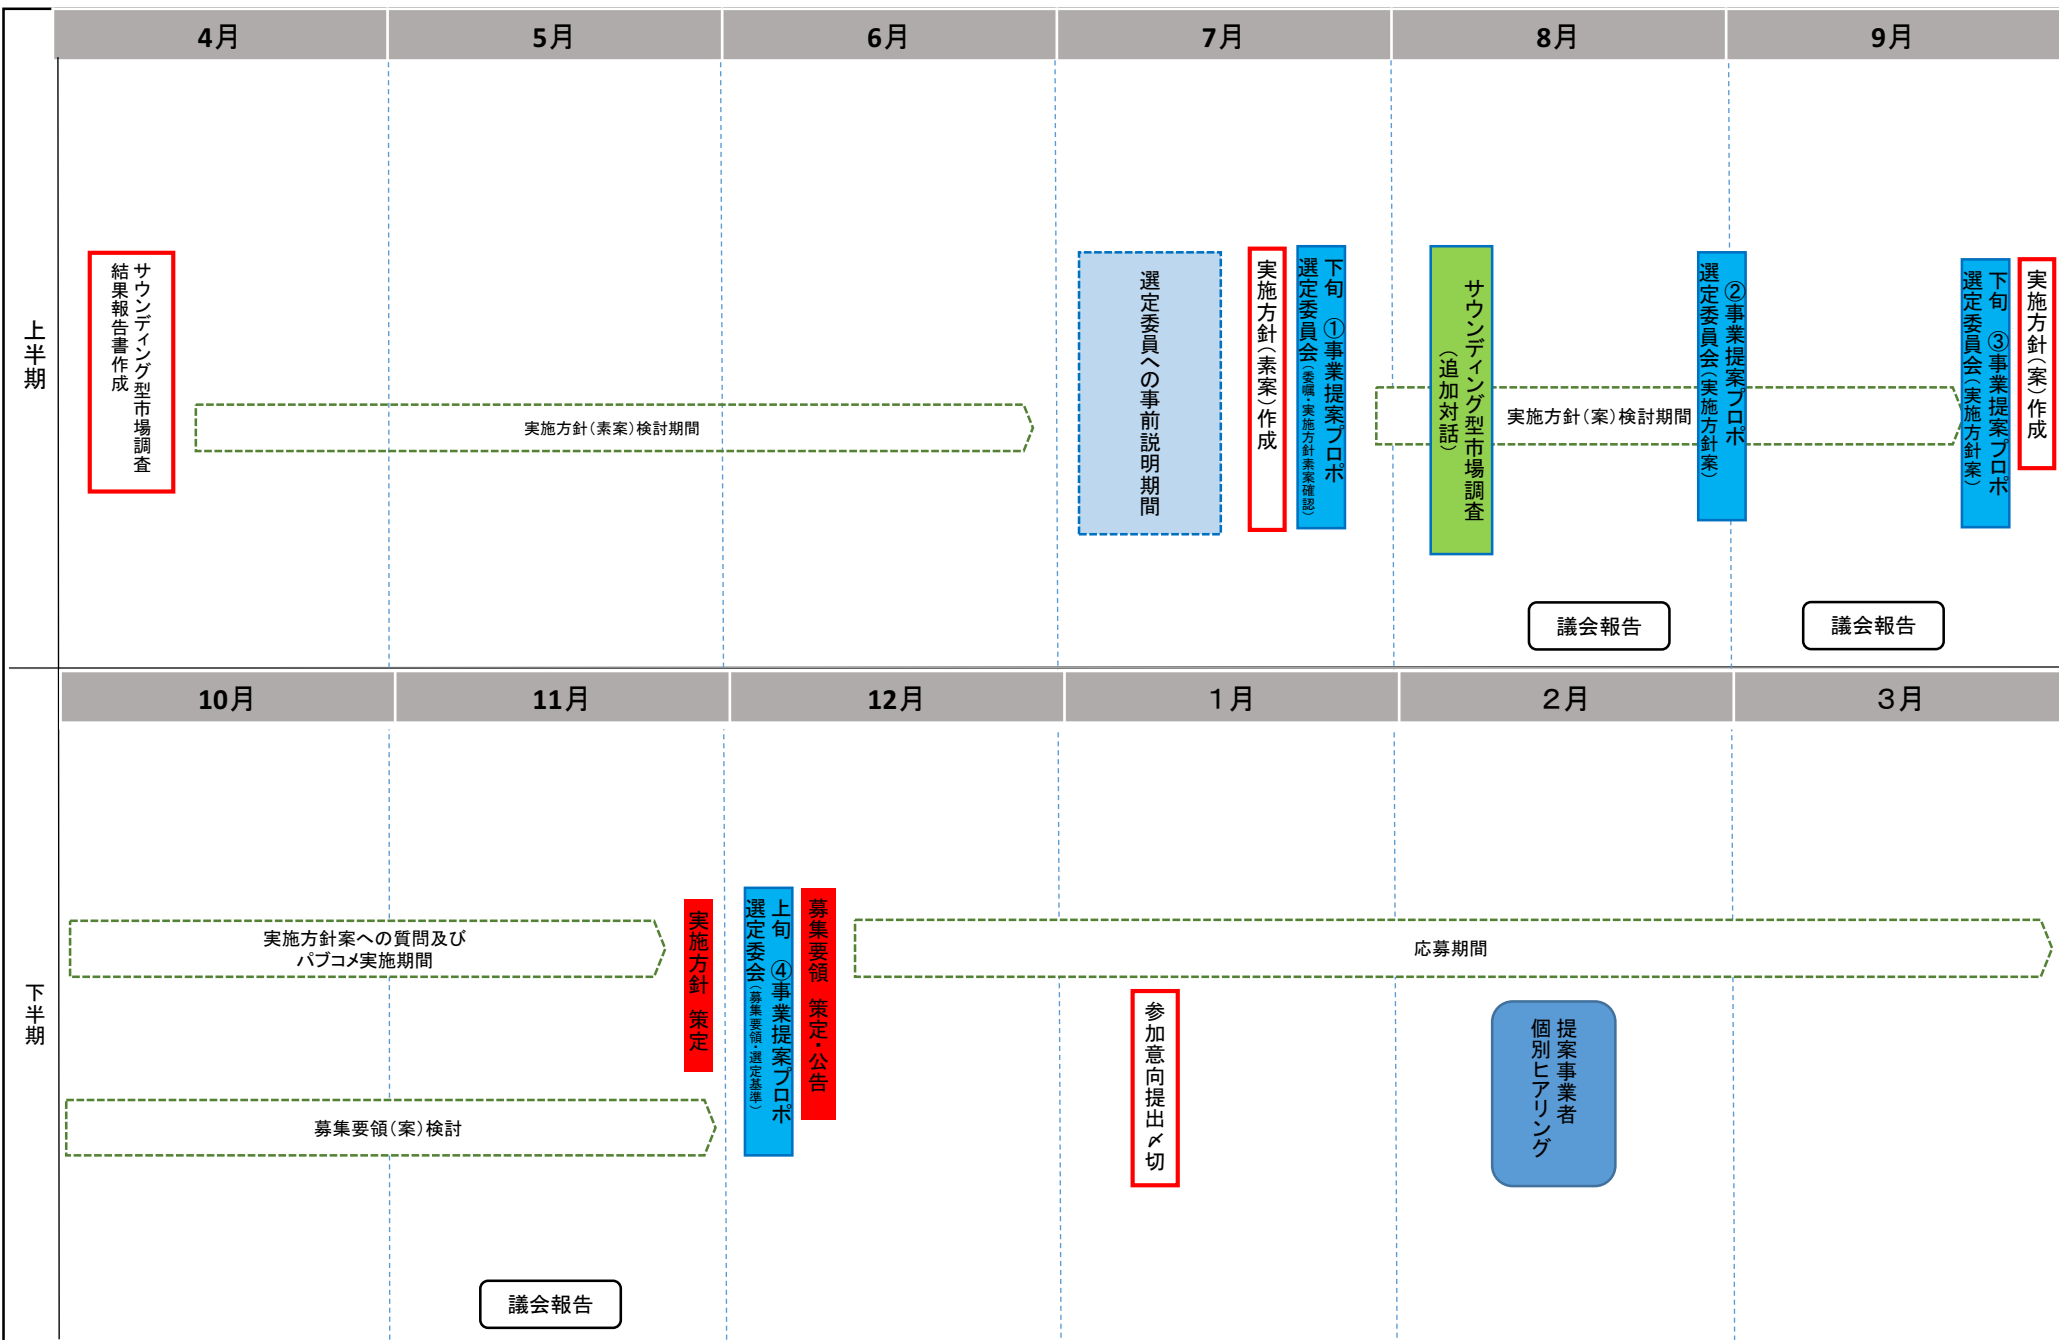 4月
5月
6月
7月
8月
9月
上半期
サウンディング型市場調査
結果報告書作成
実施方針（素案）検討期間
選定委員への事前説明期間
実施方針（素案）作成
下旬　①事業提案プロポ
選定委員会（委嘱・実施方針素案確認）
サウンディング型市場調査
（追加対話）
実施方針（案）検討期間
②事業提案プロポ
選定委員会（実施方針案）
下旬　③事業提案プロポ
選定委員会（実施方針案）
実施方針（案）作成
議会報告
議会報告
10月
11月
12月
１月
２月
３月
下半期
実施方針案への質問及び
パブコメ実施期間
募集要領（案）検討
実施方針　策定
上旬　④事業提案プロポ
選定委会（募集要領・選定基準）
募集要領　策定・公告
応募期間
参加意向提出〆切
提案事業者
個別ヒアリング
議会報告